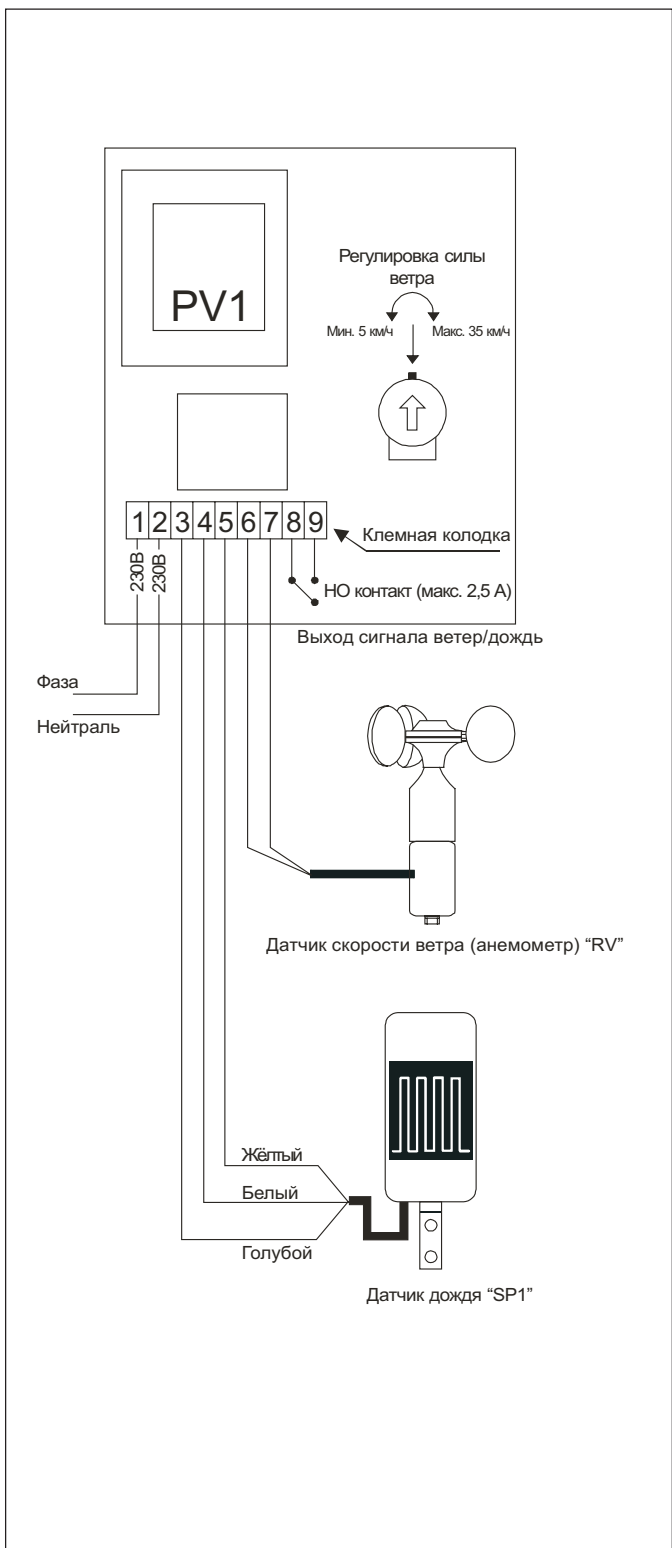 PV1
Регулировка силы
ветра
Мин. 5 км/ч Макс. 35 км/ч
1 2 3 4 5 6 7 8 9
Клемная колодка
230В
230В
НО контакт (макс. 2,5 А)
Выход сигнала ветер/дождь
Фаза
Нейтраль
Датчик скорости ветра (анемометр) “RV”
Жёлтый
Белый
Голубой
Датчик дождя “SP1”